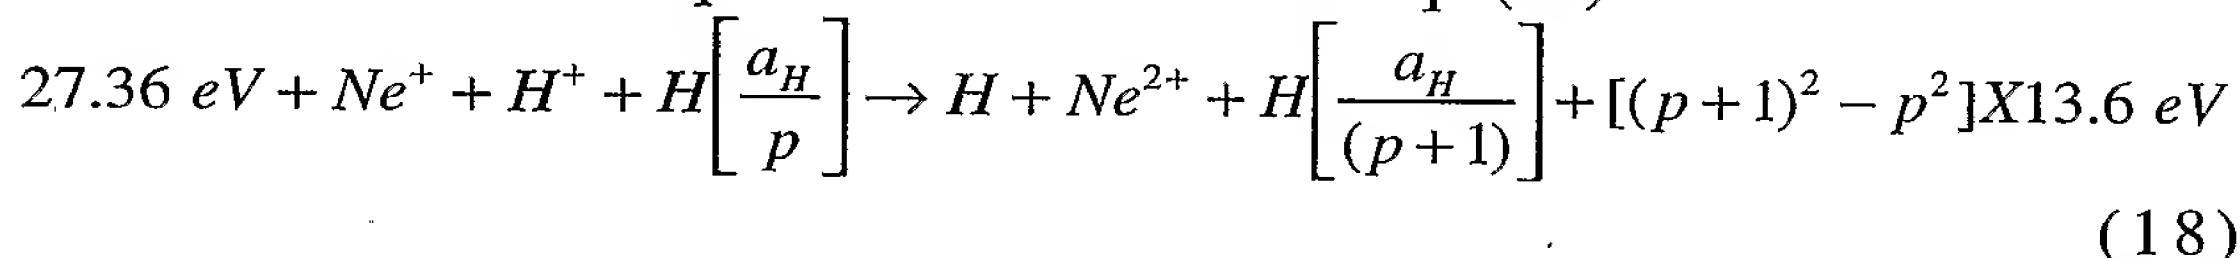 27.36 eV + Ne⁺ + H⁺ + H[a_H/p] → H + Ne²⁺ + H[a_H/(p+1)] + [(p+1)² − p²]X13.6 eV
(18)